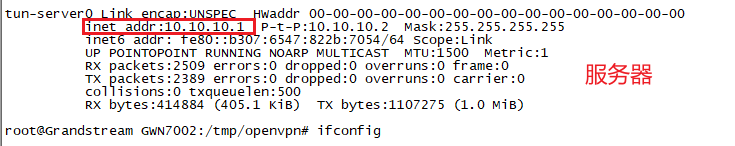 tun-server0 Link encap:UNSPEC HWaddr 00-00-00-00-00-00-00-00-00-00-00-00-00-00-00-00
inet addr:10.10.10.1 P-t-P:10.10.10.2 Mask:255.255.255.255
inet6 addr: fe80::b307:6547:822b:7054/64 Scope:Link
UP POINTOPOINT RUNNING NOARP MULTICAST MTU:1500 Metric:1
RX packets:2509 errors:0 dropped:0 overruns:0 frame:0
TX packets:2389 errors:0 dropped:0 overruns:0 carrier:0
collisions:0 txqueuelen:500
RX bytes:414884 (405.1 KiB) TX bytes:1107275 (1.0 MiB)
服务器
root@Grandstream GWN7002:/tmp/openvpn# ifconfig